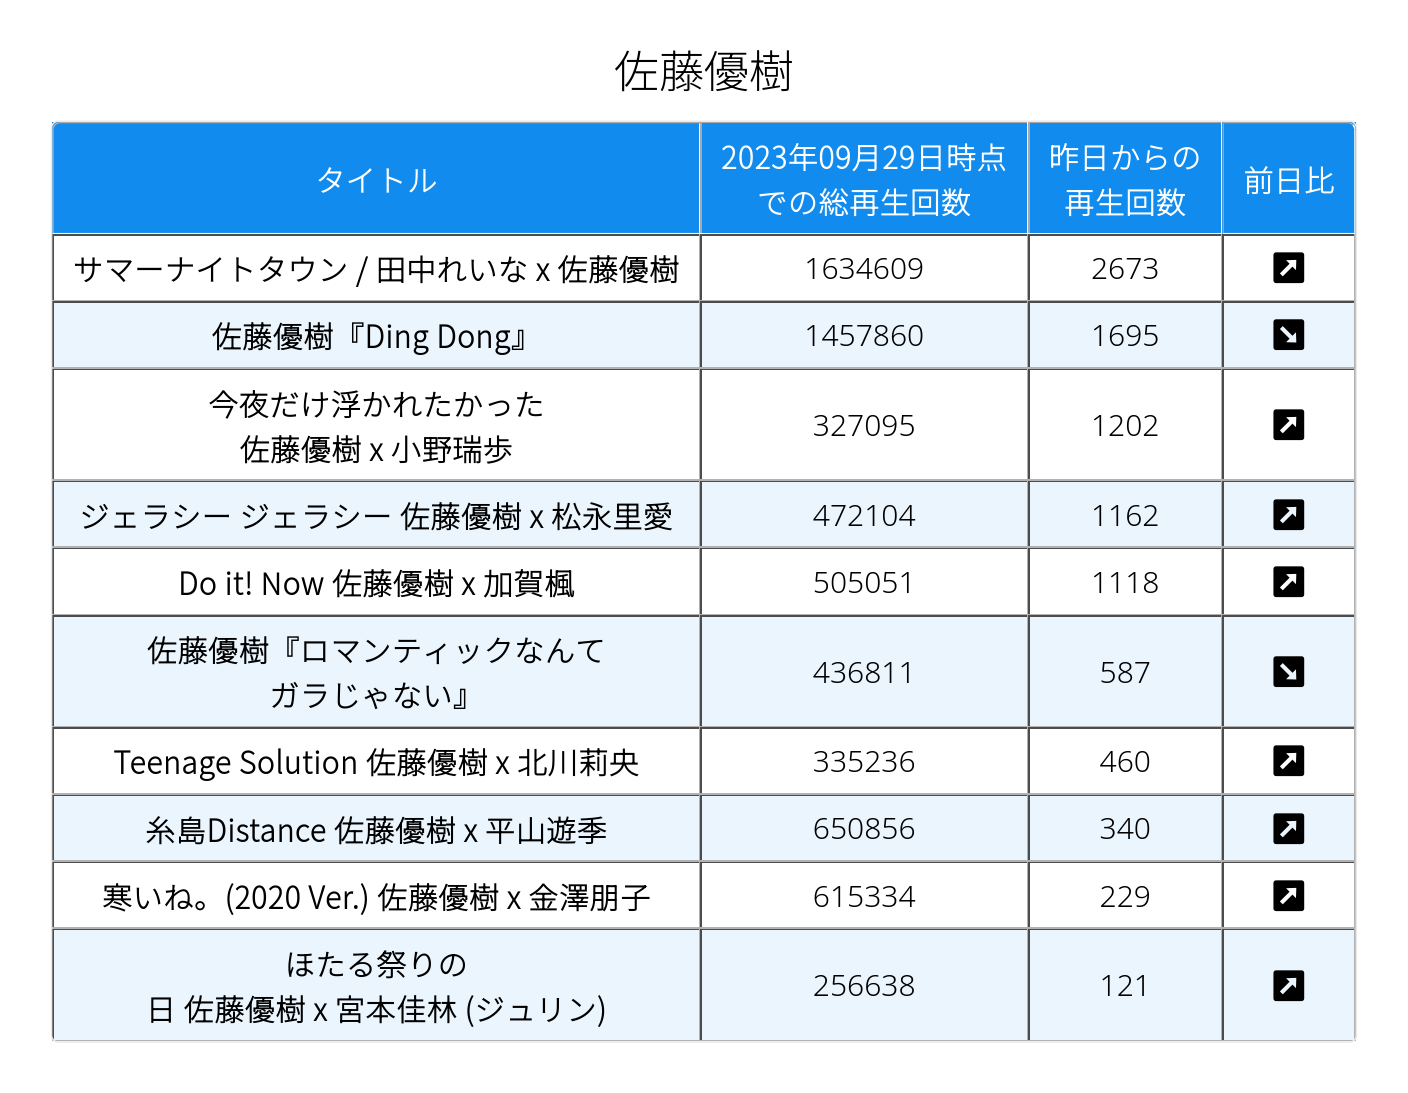 佐藤優樹
タイトル
2023年09月29日時点
での総再生回数
昨日からの
再生回数
前日比
サマーナイトタウン / 田中れいな x 佐藤優樹
1634609
2673
佐藤優樹『Ding Dong』
1457860
1695
今夜だけ浮かれたかった
佐藤優樹 x 小野瑞歩
327095
1202
ジェラシー ジェラシー 佐藤優樹 x 松永里愛
472104
1162
Do it! Now 佐藤優樹 x 加賀楓
505051
1118
佐藤優樹『ロマンティックなんて
ガラじゃない』
436811
587
Teenage Solution 佐藤優樹 x 北川莉央
335236
460
糸島Distance 佐藤優樹 x 平山遊季
650856
340
寒いね。(2020 Ver.) 佐藤優樹 x 金澤朋子
615334
229
ほたる祭りの
日 佐藤優樹 x 宮本佳林 (ジュリン)
256638
121